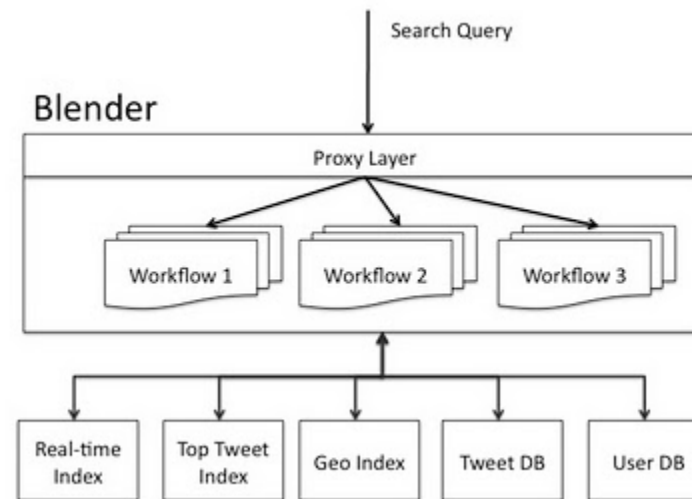 Search Query
Blender
Proxy Layer
Workflow 1
Workflow 2
Workflow 3
Real-time
Index
Top Tweet
Index
Geo Index
Tweet DB
User DB